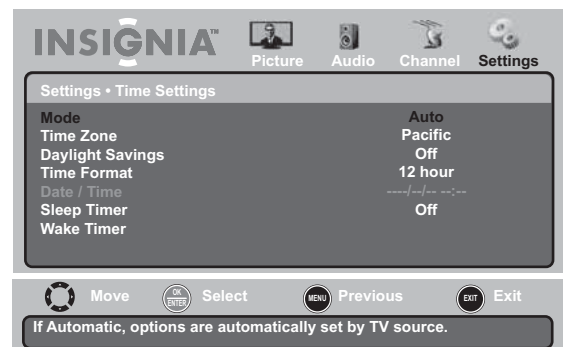 INSIGNIA™
Picture Audio Channel Settings
Settings • Time Settings
Mode Auto
Time Zone Pacific
Daylight Savings Off
Time Format 12 hour
Date / Time ----/--/-- --:--
Sleep Timer Off
Wake Timer
Move OK ENTER Select MENU Previous EXIT Exit
If Automatic, options are automatically set by TV source.